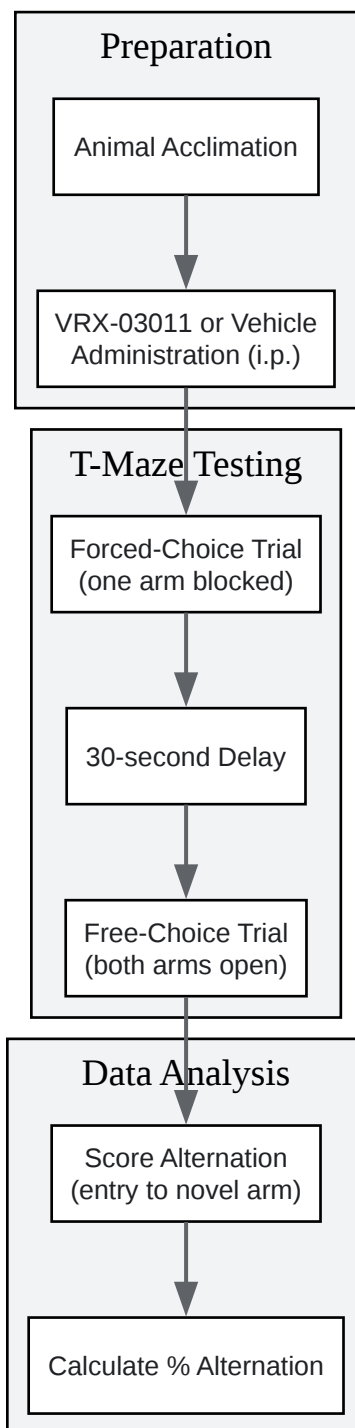 Preparation
Animal Acclimation
VRX-03011 or Vehicle
Administration (i.p.)
T-Maze Testing
Forced-Choice Trial
(one arm blocked)
30-second Delay
Free-Choice Trial
(both arms open)
Data Analysis
Score Alternation
(entry to novel arm)
Calculate % Alternation